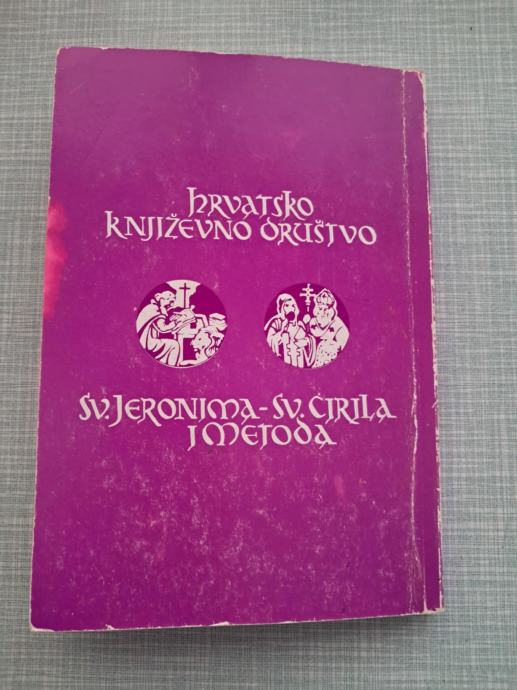 hrvatsko
književno društvo
sv. jeronima - sv. ćirila
i metoda